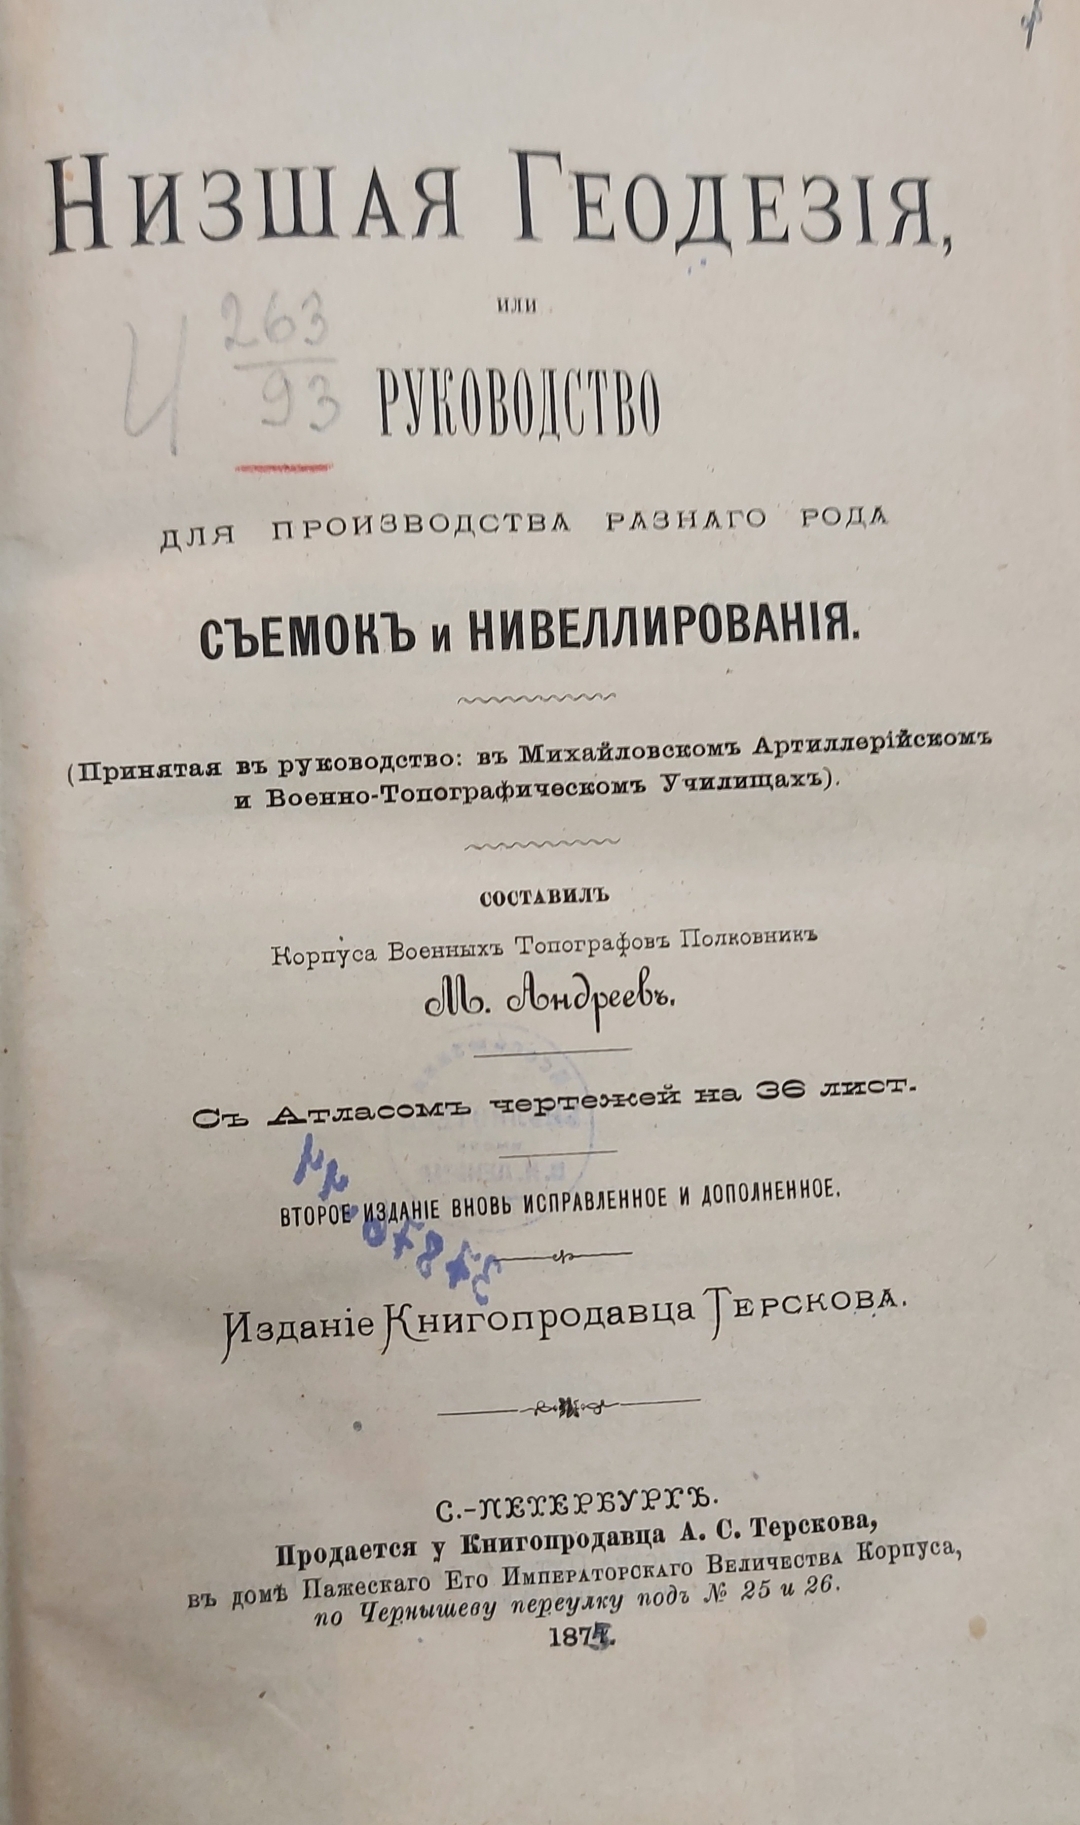 Низшая Геодезія,
или
И 263
93
РУКОВОДСТВО
ДЛЯ ПРОИЗВОДСТВА РАЗНАГО РОДА
СЪЕМОКЪ и НИВЕЛЛИРОВАНІЯ.
(Принятая въ руководство: въ Михайловскомъ Артиллерійскомъ
и Военно-Топографическомъ Училищахъ).
СОСТАВИЛЪ
Корпуса Военныхъ Топографовъ Полковникъ
М. Андреевъ.
Съ Атласомъ чертежей на 36 лист.
ВТОРОЕ ИЗДАНІЕ ВНОВЬ ИСПРАВЛЕННОЕ И ДОПОЛНЕННОЕ.
Изданіе Книгопродавца Терскова.
С.-ПЕТЕРБУРГЪ.
Продается у Книгопродавца А. С. Терскова,
въ домѣ Пажескаго Его Императорскаго Величества Корпуса,
по Чернышеву переулку подъ № 25 и 26.